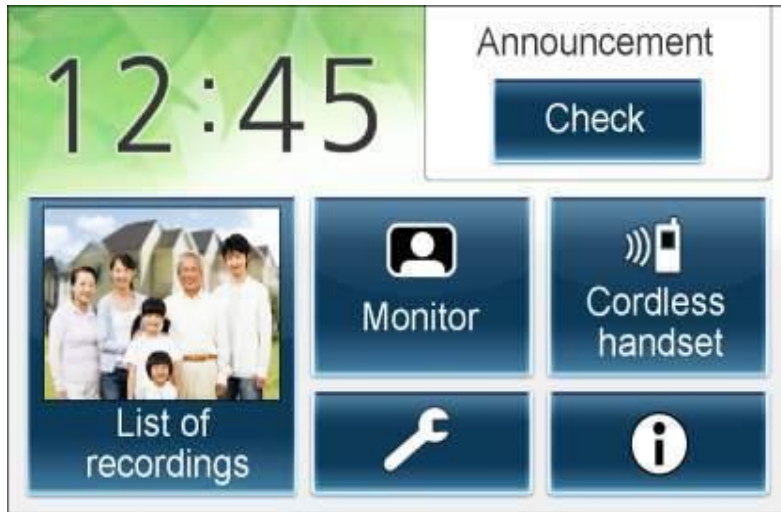 12:45
Announcement
Check
Monitor
Cordless
handset
List of
recordings